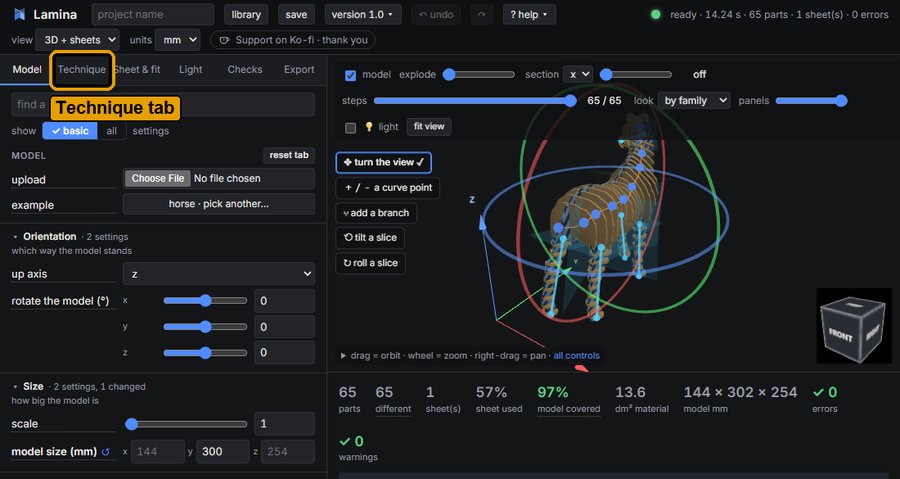 Lamina project name library save version 1.0 undo ? help ready · 14.24 s · 65 parts · 1 sheet(s) · 0 errors
view 3D + sheets units mm Support on Ko-fi · thank you
Model Technique Sheet & fit Light Checks Export
find a
Technique tab
show ✓ basic all settings
MODEL reset tab
upload Choose File No file chosen
example horse · pick another...
Orientation · 2 settings
which way the model stands
up axis z
rotate the model (°) x 0
y 0
z 0
Size · 2 settings, 1 changed
how big the model is
scale 1
model size (mm) x 144 y 300 z 254
model explode section x off
steps 65 / 65 look by family panels
light fit view
turn the view ✓
+ / - a curve point
add a branch
tilt a slice
roll a slice
Z
Y
FRONT
drag = orbit · wheel = zoom · right-drag = pan · all controls
65 65 1 57% 97% 13.6 144 × 302 × 254 ✓ 0
parts different sheet(s) sheet used model covered dm² material model mm errors
✓ 0
warnings